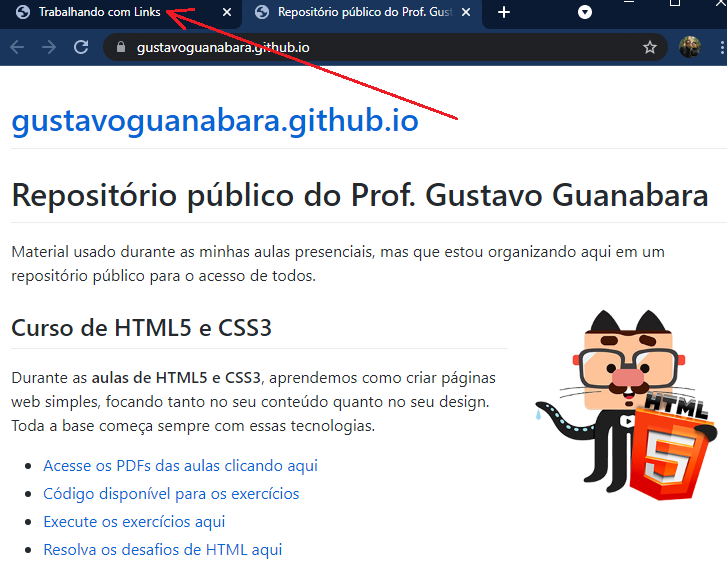 Trabalhando com Links
Repositório público do Prof. Gust
gustavoguanabara.github.io
gustavoguanabara.github.io
Repositório público do Prof. Gustavo Guanabara
Material usado durante as minhas aulas presenciais, mas que estou organizando aqui em um
repositório público para o acesso de todos.
Curso de HTML5 e CSS3
Durante as aulas de HTML5 e CSS3, aprendemos como criar páginas
web simples, focando tanto no seu conteúdo quanto no seu design.
Toda a base começa sempre com essas tecnologias.
Acesse os PDFs das aulas clicando aqui
Código disponível para os exercícios
Execute os exercícios aqui
Resolva os desafios de HTML aqui
HTML
5